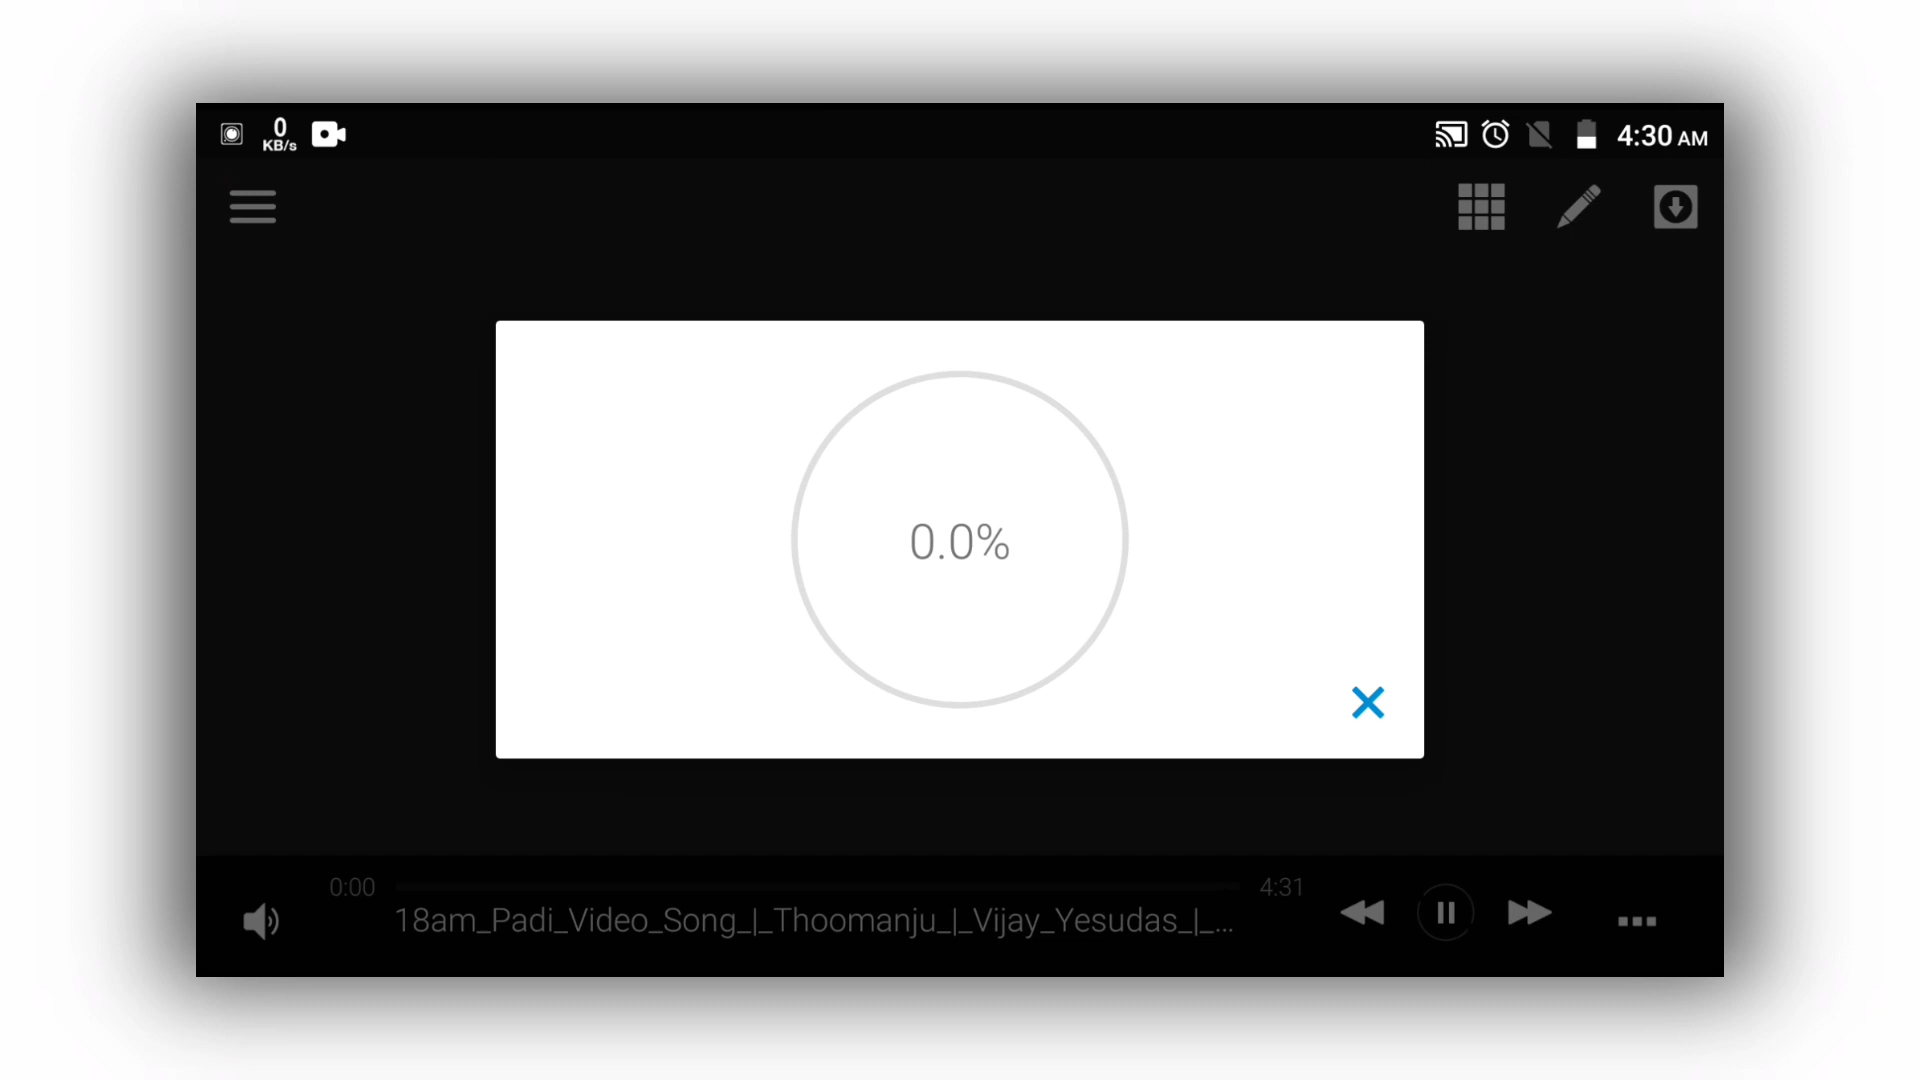 0
KB/s
4:30 AM
0.0%
0:00
4:31
18am_Padi_Video_Song_|_Thoomanju_|_Vijay_Yesudas_|_...